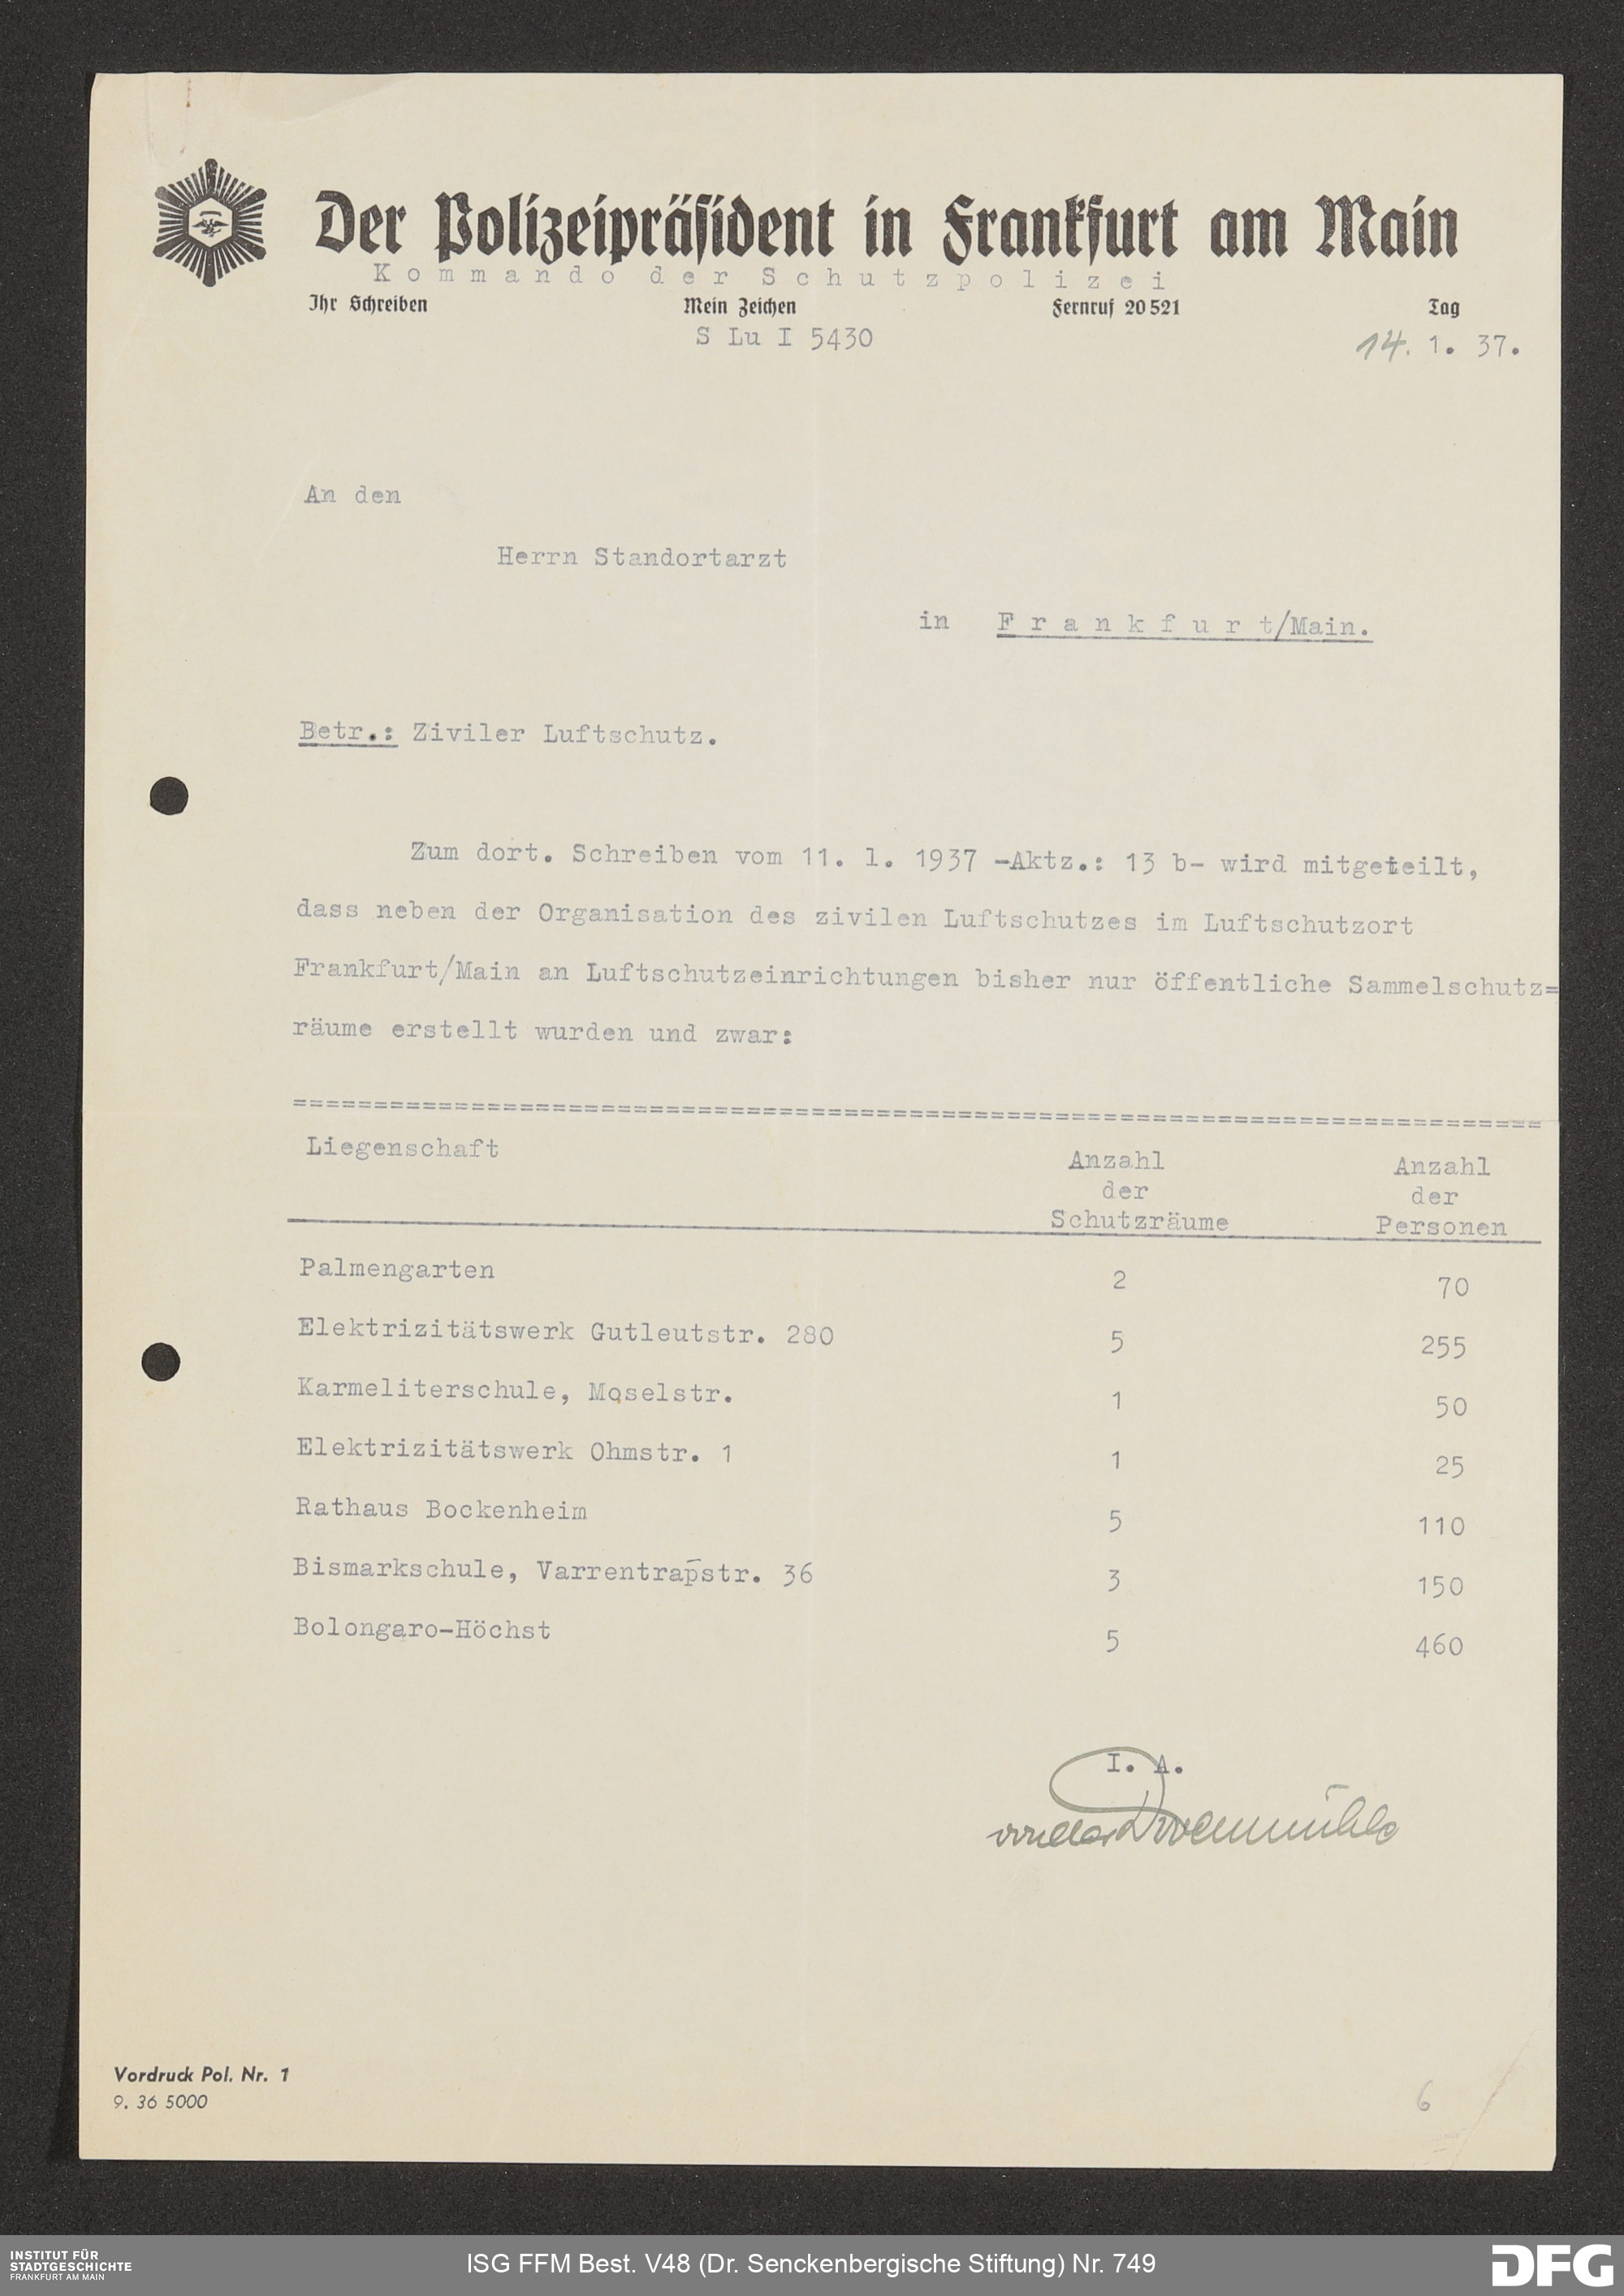 Der Polizeipräsident in Frankfurt am Main
Kommando der Schutzpolizei
Ihr Schreiben Mein Zeichen Fernruf 20521 Tag
S Lu I 5430 14. 1. 37.
An den
Herrn Standortarzt
in Frankfurt/Main.
Betr.: Ziviler Luftschutz.
Zum dort. Schreiben vom 11. 1. 1937 -Aktz.: 13 b- wird mitgeteilt,
dass neben der Organisation des zivilen Luftschutzes im Luftschutzort
Frankfurt/Main an Luftschutzeinrichtungen bisher nur öffentliche Sammelschutz=
räume erstellt wurden und zwar:
Liegenschaft Anzahl der Schutzräume Anzahl der Personen
Palmengarten 2 70
Elektrizitätswerk Gutleutstr. 280 5 255
Karmeliterschule, Moselstr. 1 50
Elektrizitätswerk Ohmstr. 1 1 25
Rathaus Bockenheim 5 110
Bismarkschule, Varrentrap̅str. 36 3 150
Bolongaro-Höchst 5 460
I. A.
Vordruck Pol. Nr. 1
9. 36 5000
6
INSTITUT FÜR
STADTGESCHICHTE
FRANKFURT AM MAIN
ISG FFM Best. V48 (Dr. Senckenbergische Stiftung) Nr. 749
DFG